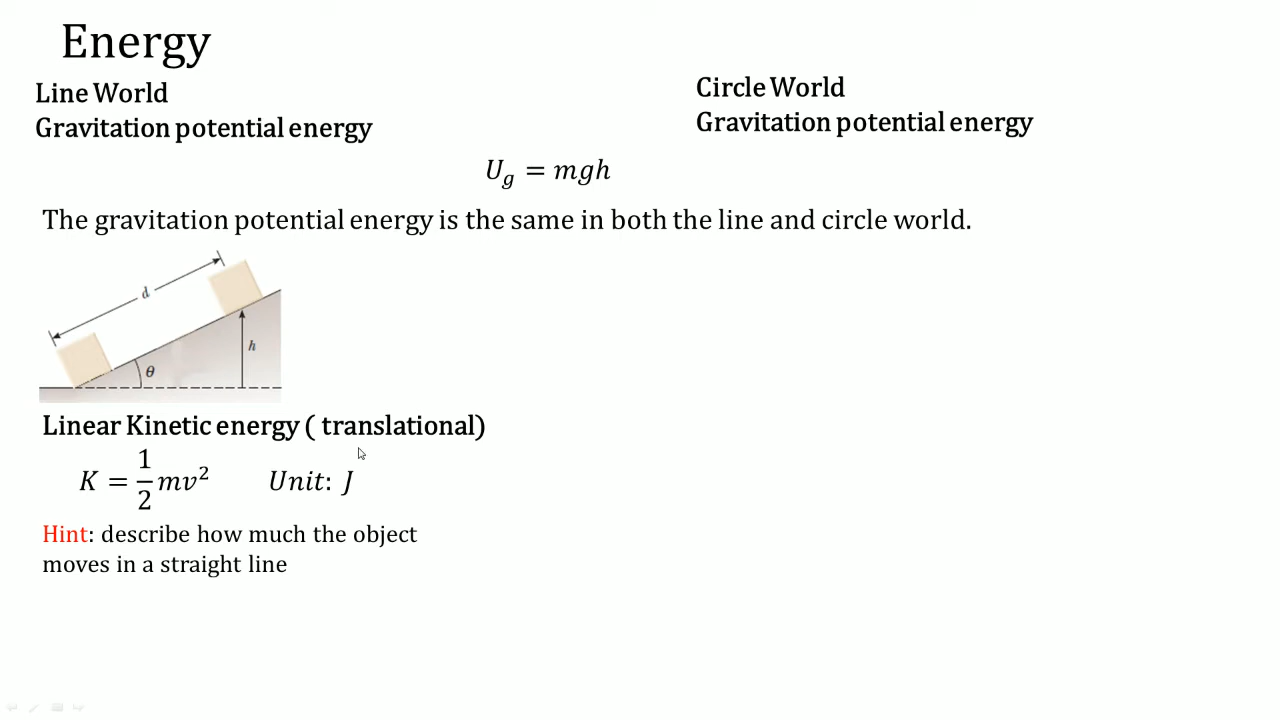 Energy
Line World
Gravitation potential energy
Circle World
Gravitation potential energy
U_g = mgh
The gravitation potential energy is the same in both the line and circle world.
d
h
θ
Linear Kinetic energy ( translational)
K = 1/2 mv² Unit: J
Hint: describe how much the object
moves in a straight line